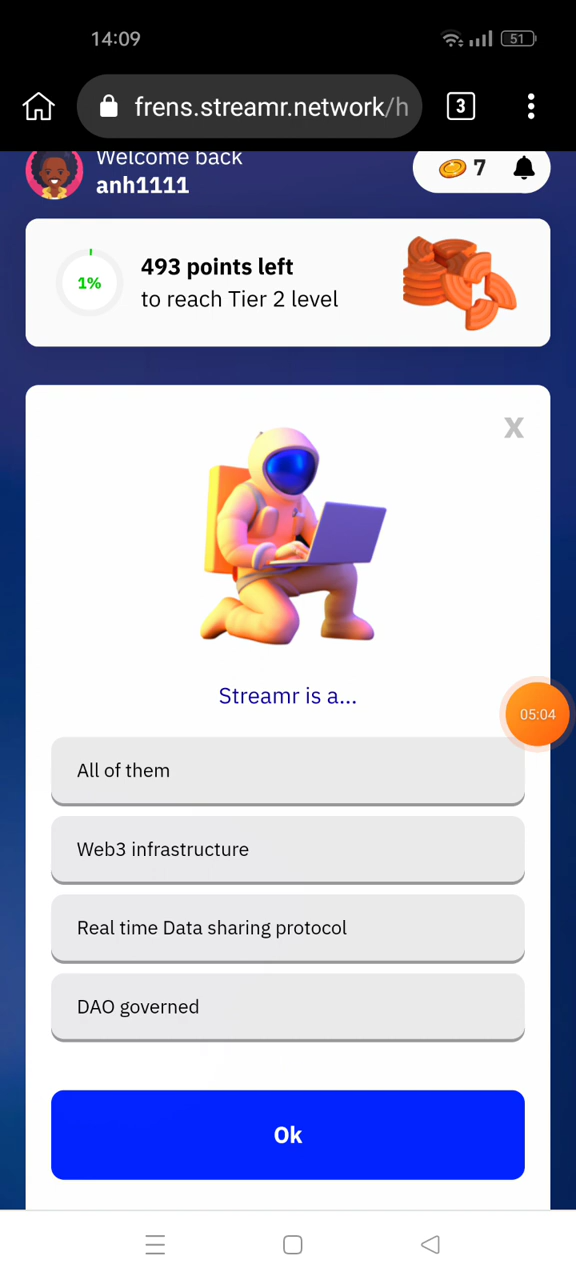 14:09
51
frens.streamr.network/h
3
Welcome back
anh1111
7
1%
493 points left
to reach Tier 2 level
X
Streamr is a...
05:04
All of them
Web3 infrastructure
Real time Data sharing protocol
DAO governed
Ok